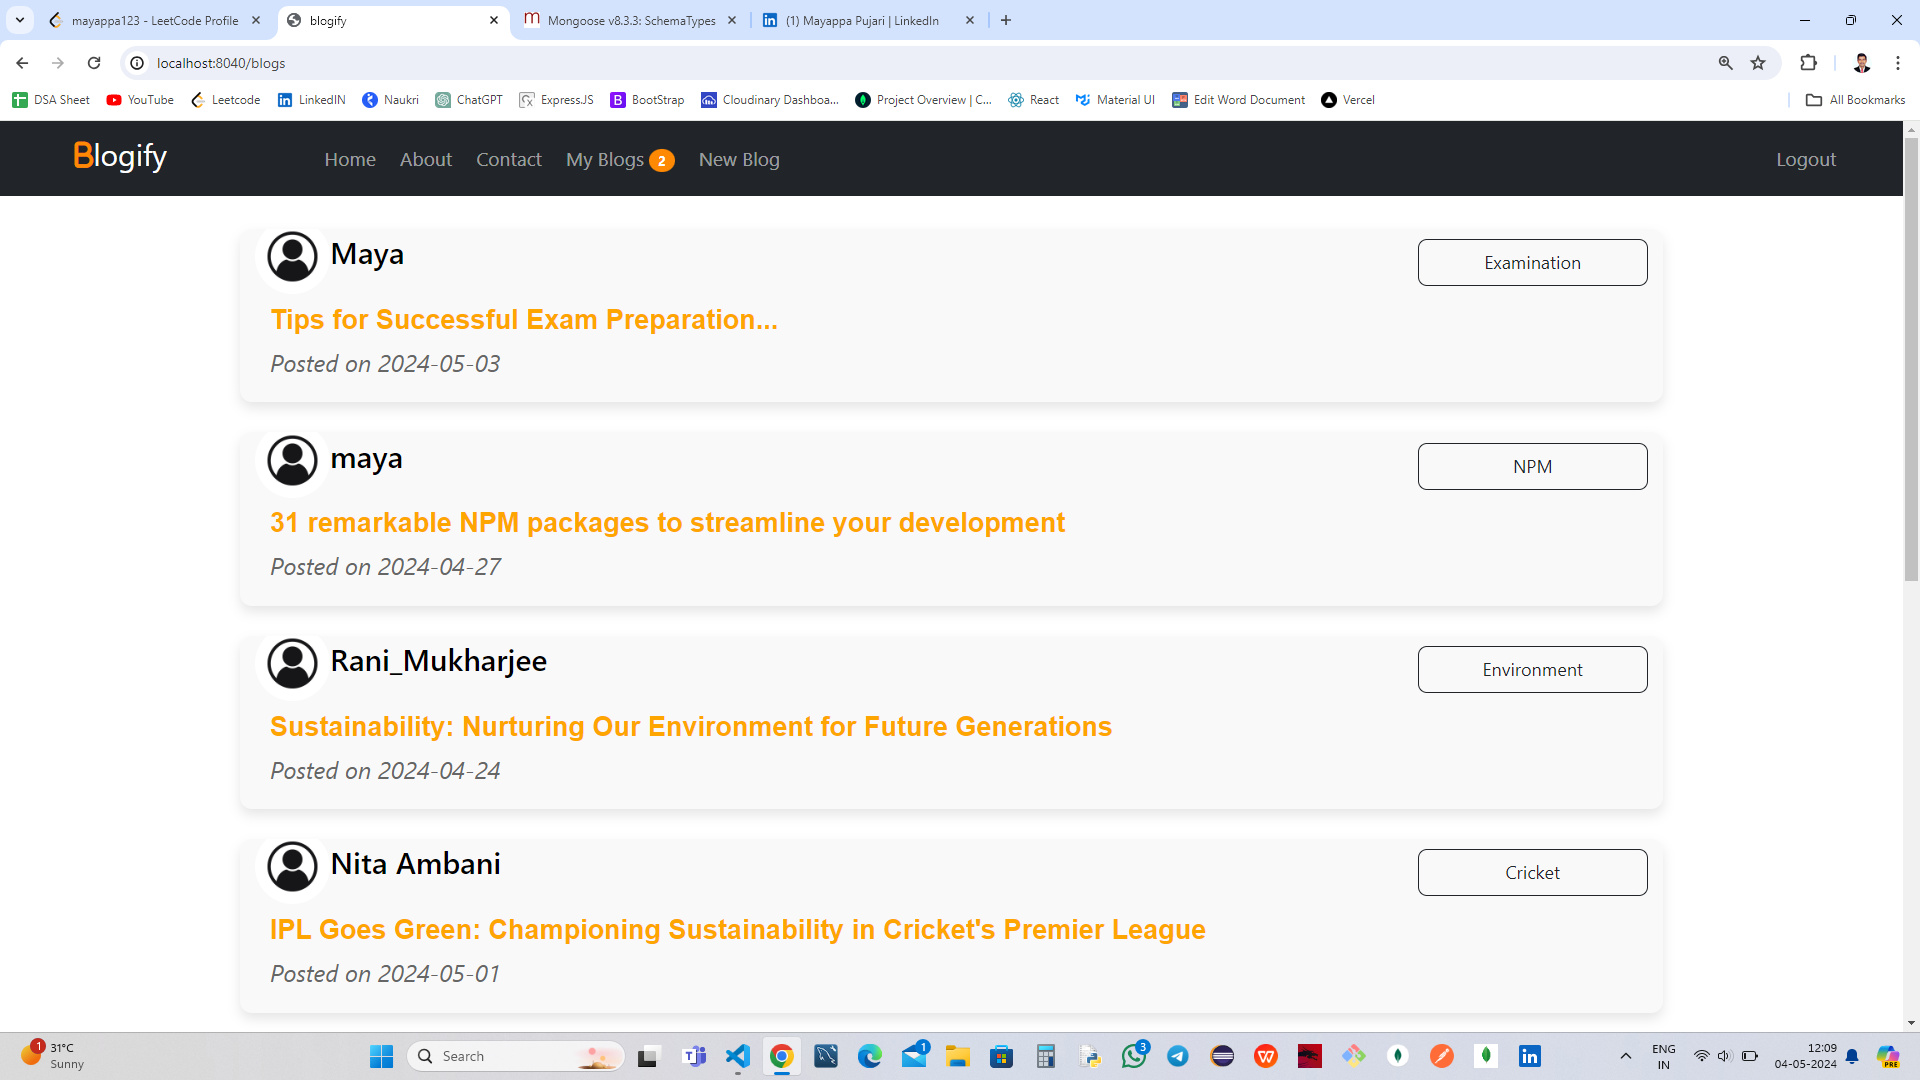 mayappa123 - LeetCode Profile
blogify
Mongoose v8.3.3: SchemaTypes
(1) Mayappa Pujari | LinkedIn
localhost:8040/blogs
DSA Sheet
YouTube
Leetcode
LinkedIN
Naukri
ChatGPT
Express.JS
BootStrap
Cloudinary Dashboa...
Project Overview | C...
React
Material UI
Edit Word Document
Vercel
All Bookmarks
Blogify
Home
About
Contact
My Blogs 2
New Blog
Logout
Maya
Examination
Tips for Successful Exam Preparation...
Posted on 2024-05-03
maya
NPM
31 remarkable NPM packages to streamline your development
Posted on 2024-04-27
Rani_Mukharjee
Environment
Sustainability: Nurturing Our Environment for Future Generations
Posted on 2024-04-24
Nita Ambani
Cricket
IPL Goes Green: Championing Sustainability in Cricket's Premier League
Posted on 2024-05-01
1
31°C
Sunny
Search
1
3
ENG
IN
12:09
04-05-2024
PRE